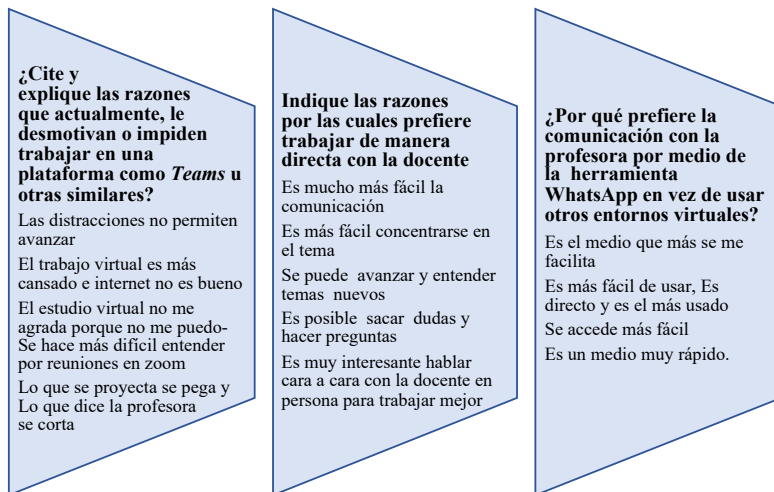 ¿Cite y
explique las razones
que actualmente, le
desmotivan o impiden
trabajar en una
plataforma como Teams u
otras similares?
Las distracciones no permiten
avanzar
El trabajo virtual es más
cansado e internet no es bueno
El estudio virtual no me
agrada porque no me puedo-
Se hace más difícil entender
por reuniones en zoom
Lo que se proyecta se pega y
Lo que dice la profesora
se corta
Indique las razones
por las cuales prefiere
trabajar de manera
directa con la docente
Es mucho más fácil la
comunicación
Es más fácil concentrarse en
el tema
Se puede avanzar y entender
temas nuevos
Es posible sacar dudas y
hacer preguntas
Es muy interesante hablar
cara a cara con la docente en
persona para trabajar mejor
¿Por qué prefiere la
comunicación con la
profesora por medio de
la herramienta
WhatsApp en vez de usar
otros entornos virtuales?
Es el medio que más se me
facilita
Es más fácil de usar, Es
directo y es el más usado
Se accede más fácil
Es un medio muy rápido.